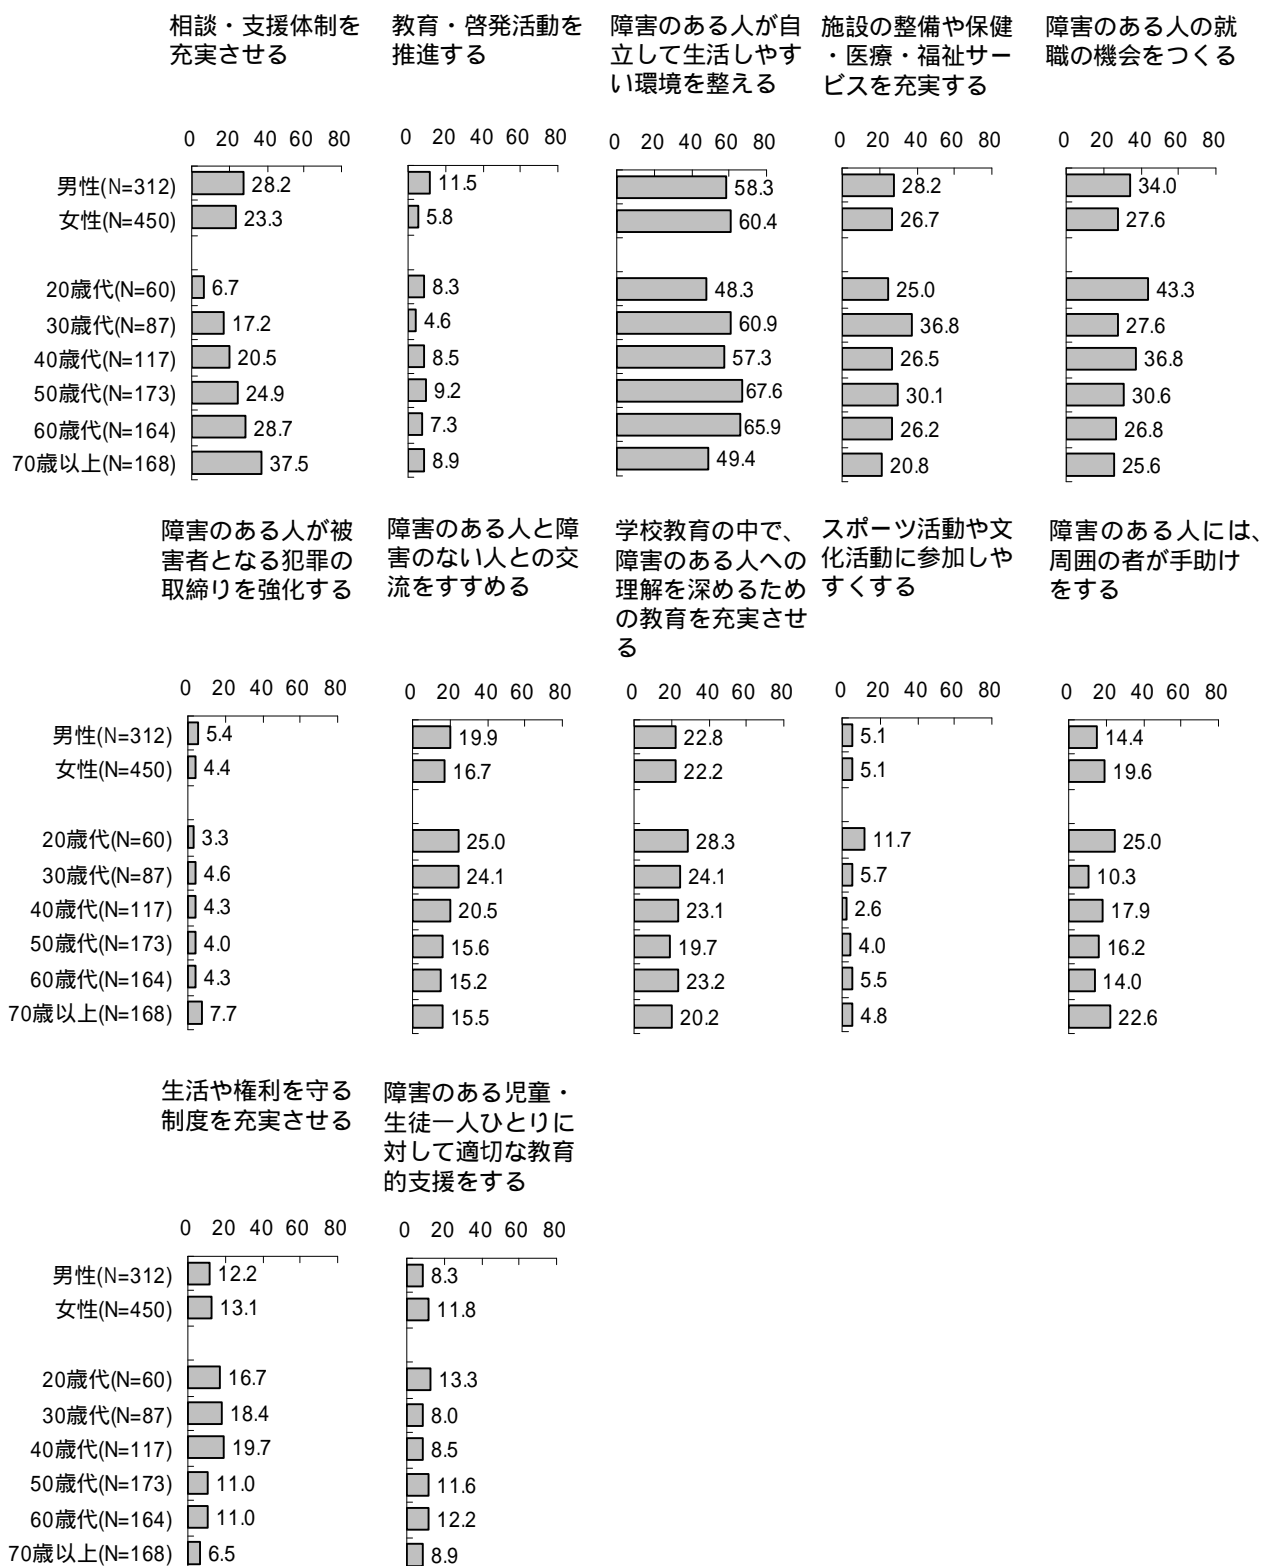 相談・支援体制を
充実させる
教育・啓発活動を
推進する
障害のある人が自
立して生活しやす
い環境を整える
施設の整備や保健
・医療・福祉サー
ビスを充実する
障害のある人の就
職の機会をつくる
0 20 40 60 80
0 20 40 60 80
0 20 40 60 80
0 20 40 60 80
0 20 40 60 80
男性(N=312) 28.2 11.5 58.3 28.2 34.0
女性(N=450) 23.3 5.8 60.4 26.7 27.6
20歳代(N=60) 6.7 8.3 48.3 25.0 43.3
30歳代(N=87) 17.2 4.6 60.9 36.8 27.6
40歳代(N=117) 20.5 8.5 57.3 26.5 36.8
50歳代(N=173) 24.9 9.2 67.6 30.1 30.6
60歳代(N=164) 28.7 7.3 65.9 26.2 26.8
70歳以上(N=168) 37.5 8.9 49.4 20.8 25.6
障害のある人が被
害者となる犯罪の
取締りを強化する
障害のある人と障
害のない人との交
流をすすめる
学校教育の中で、
障害のある人への
理解を深めるため
の教育を充実させ
る
スポーツ活動や文
化活動に参加しや
すくする
障害のある人には、
周囲の者が手助け
をする
0 20 40 60 80
0 20 40 60 80
0 20 40 60 80
0 20 40 60 80
0 20 40 60 80
男性(N=312) 5.4 19.9 22.8 5.1 14.4
女性(N=450) 4.4 16.7 22.2 5.1 19.6
20歳代(N=60) 3.3 25.0 28.3 11.7 25.0
30歳代(N=87) 4.6 24.1 24.1 5.7 10.3
40歳代(N=117) 4.3 20.5 23.1 2.6 17.9
50歳代(N=173) 4.0 15.6 19.7 4.0 16.2
60歳代(N=164) 4.3 15.2 23.2 5.5 14.0
70歳以上(N=168) 7.7 15.5 20.2 4.8 22.6
生活や権利を守る
制度を充実させる
障害のある児童・
生徒一人ひとりに
対して適切な教育
的支援をする
0 20 40 60 80
0 20 40 60 80
男性(N=312) 12.2 8.3
女性(N=450) 13.1 11.8
20歳代(N=60) 16.7 13.3
30歳代(N=87) 18.4 8.0
40歳代(N=117) 19.7 8.5
50歳代(N=173) 11.0 11.6
60歳代(N=164) 11.0 12.2
70歳以上(N=168) 6.5 8.9